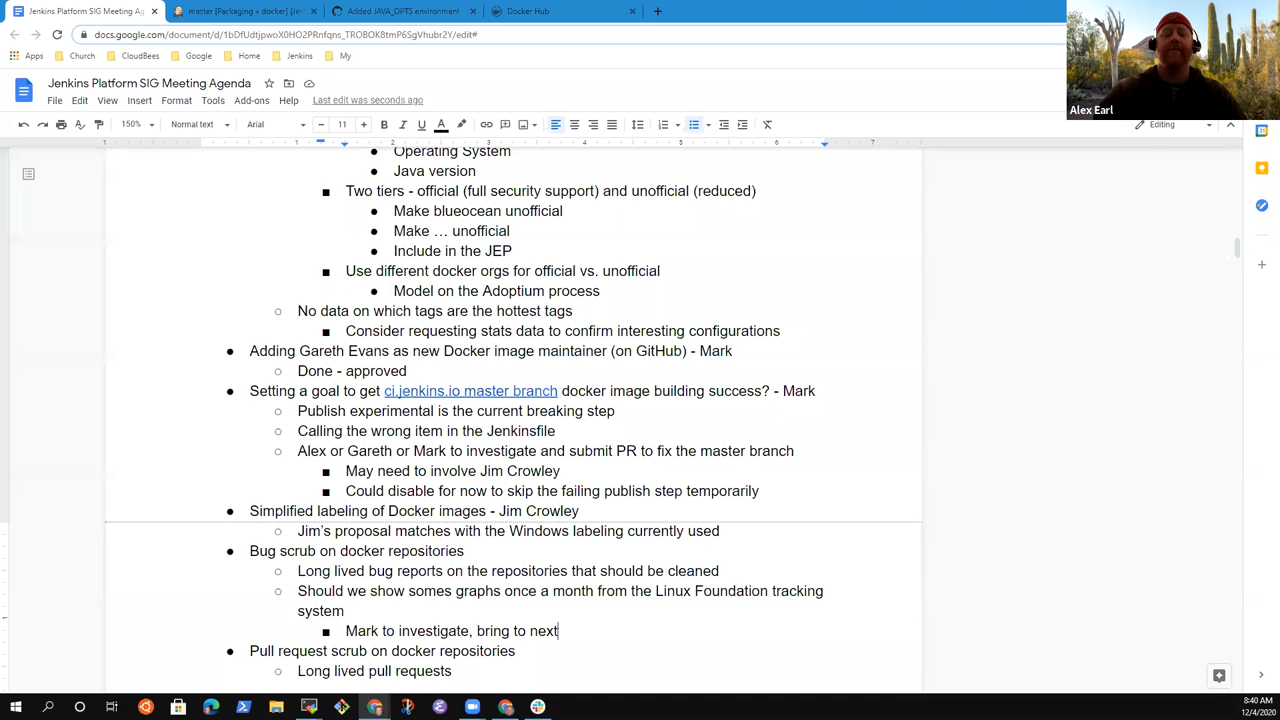 Jenkins Platform SIG Meeting Ag
master [Packaging » docker] [Je
Added JAVA_OPTS environment
Docker Hub
docs.google.com/document/d/1bDfUdtjpwoX0HO2PRnfqns_TROBOK8tmP6SgVhubr2Y/edit#
Apps Church CloudBees Google Home Jenkins My
Jenkins Platform SIG Meeting Agenda
File Edit View Insert Format Tools Add-ons Help Last edit was seconds ago
150% Normal text Arial 11 Editing
Alex Earl
1 1 2 3 4 5 6 7
● Operating System
● Java version
■ Two tiers - official (full security support) and unofficial (reduced)
● Make blueocean unofficial
● Make … unofficial
● Include in the JEP
■ Use different docker orgs for official vs. unofficial
● Model on the Adoptium process
○ No data on which tags are the hottest tags
■ Consider requesting stats data to confirm interesting configurations
● Adding Gareth Evans as new Docker image maintainer (on GitHub) - Mark
○ Done - approved
● Setting a goal to get ci.jenkins.io master branch docker image building success? - Mark
○ Publish experimental is the current breaking step
○ Calling the wrong item in the Jenkinsfile
○ Alex or Gareth or Mark to investigate and submit PR to fix the master branch
■ May need to involve Jim Crowley
■ Could disable for now to skip the failing publish step temporarily
● Simplified labeling of Docker images - Jim Crowley
○ Jim's proposal matches with the Windows labeling currently used
● Bug scrub on docker repositories
○ Long lived bug reports on the repositories that should be cleaned
○ Should we show somes graphs once a month from the Linux Foundation tracking
system
■ Mark to investigate, bring to next
● Pull request scrub on docker repositories
○ Long lived pull requests
8:40 AM
12/4/2020